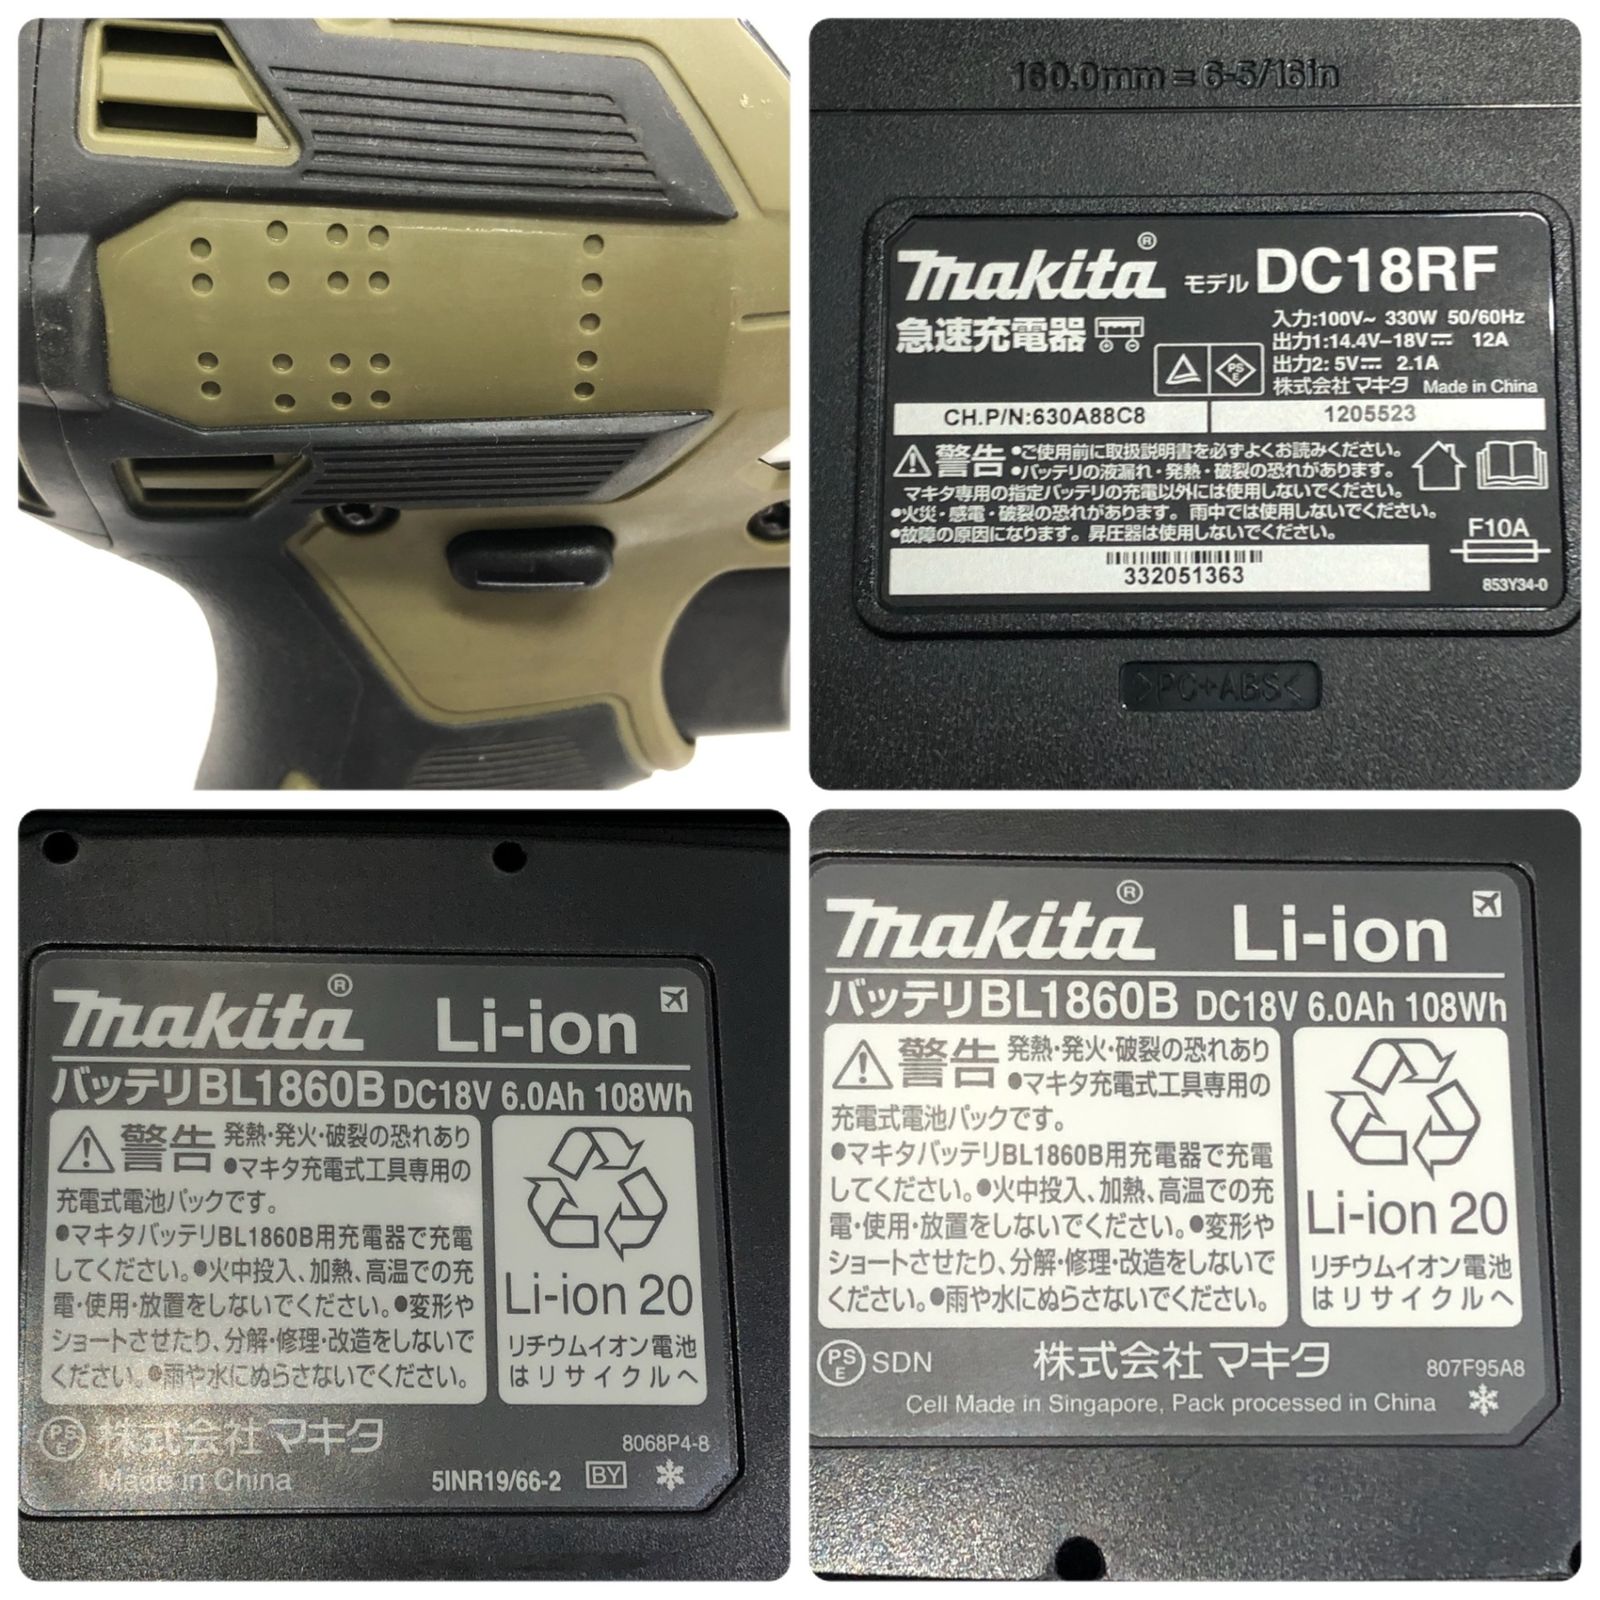 160.0mm = 6-5/16in
makita® モデル DC18RF
急速充電器
入力:100V~ 330W 50/60Hz
出力1:14.4V-18V⎓ 12A
出力2: 5V⎓ 2.1A
株式会社マキタ Made in China
PSE
CH.P/N:630A88C8 1205523
警告 •ご使用前に取扱説明書を必ずよくお読みください。
•バッテリの液漏れ・発熱・破裂の恐れがあります。
マキタ専用の指定バッテリの充電以外には使用しないでください。
•火災・感電・破裂の恐れがあります。雨中では使用しないでください。
•故障の原因になります。昇圧器は使用しないでください。
F10A
332051363
853Y34-0
>PC+ABS<
makita® Li-ion
バッテリBL1860B DC18V 6.0Ah 108Wh
警告 発熱・発火・破裂の恐れあり
•マキタ充電式工具専用の
充電式電池パックです。
•マキタバッテリBL1860B用充電器で充電
してください。•火中投入、加熱、高温での充
電・使用・放置をしないでください。•変形や
ショートさせたり、分解・修理・改造をしないで
ください。•雨や水にぬらさないでください。
Li-ion 20
リチウムイオン電池
はリサイクルへ
PSE 株式会社マキタ 8068P4-8
Made in China 5INR19/66-2 BY
makita® Li-ion
バッテリBL1860B DC18V 6.0Ah 108Wh
警告 発熱・発火・破裂の恐れあり
•マキタ充電式工具専用の
充電式電池パックです。
•マキタバッテリBL1860B用充電器で充電
してください。•火中投入、加熱、高温での充
電・使用・放置をしないでください。•変形や
ショートさせたり、分解・修理・改造をしないで
ください。•雨や水にぬらさないでください。
Li-ion 20
リチウムイオン電池
はリサイクルへ
PSE SDN 株式会社マキタ 807F95A8
Cell Made in Singapore, Pack processed in China